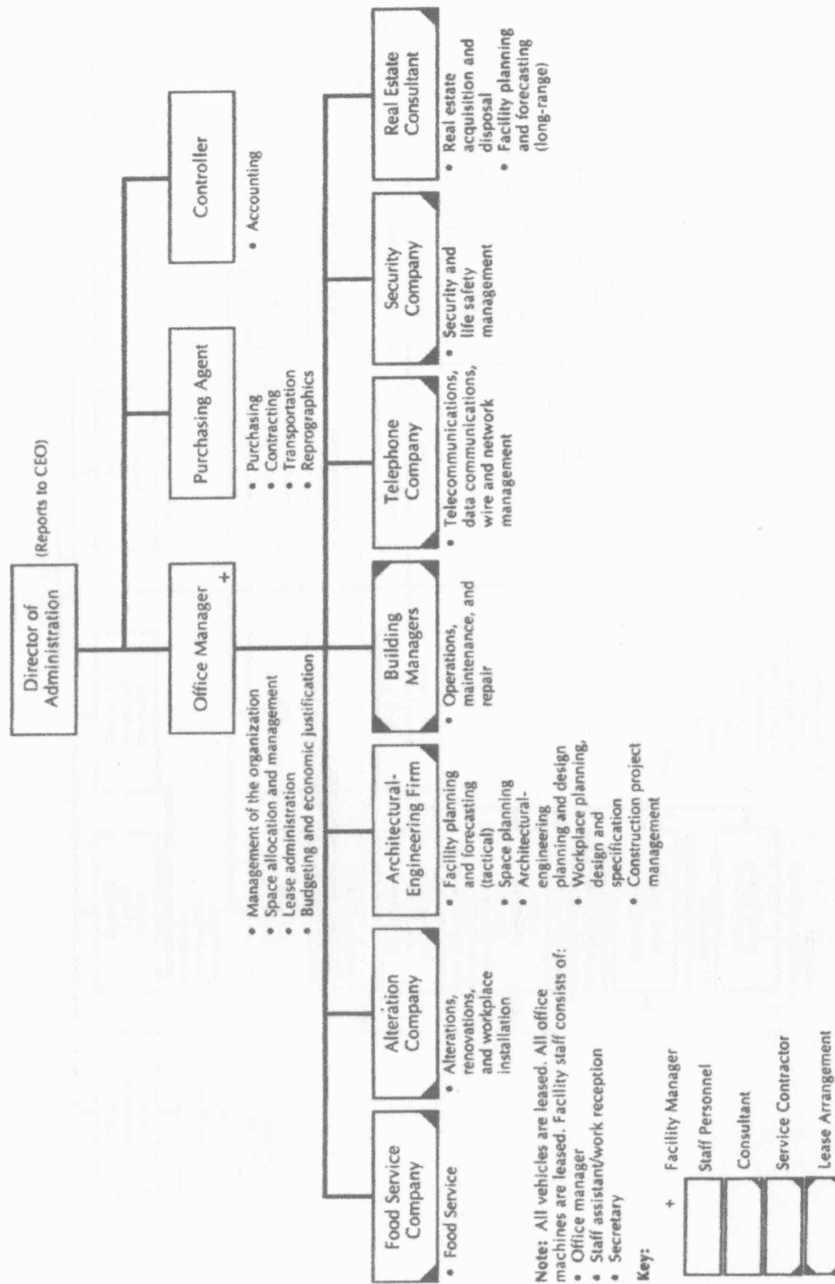 Director of
Administration
(Reports to CEO)
Office Manager
+
Purchasing Agent
Controller
• Management of the organization
• Space allocation and management
• Lease administration
• Budgeting and economic justification
• Purchasing
• Contracting
• Transportation
• Reprographics
• Accounting
Food Service
Company
• Food Service
Alteration
Company
• Alterations,
renovations,
and workplace
installation
Architectural-
Engineering Firm
• Facility planning
and forecasting
(tactical)
• Space planning
• Architectural-
engineering
planning and design
• Workplace planning,
design and
specification
• Construction project
management
Building
Managers
• Operations,
maintenance, and
repair
Telephone
Company
• Telecommunications,
data communications,
wire and network
management
Security
Company
• Security and
life safety
management
Real Estate
Consultant
• Real estate
acquisition and
disposal
• Facility planning
and forecasting
(long-range)
Note: All vehicles are leased. All office
machines are leased. Facility staff consists of:
• Office manager
• Staff assistant/work reception
• Secretary
Key:
+ Facility Manager
Staff Personnel
Consultant
Service Contractor
Lease Arrangement